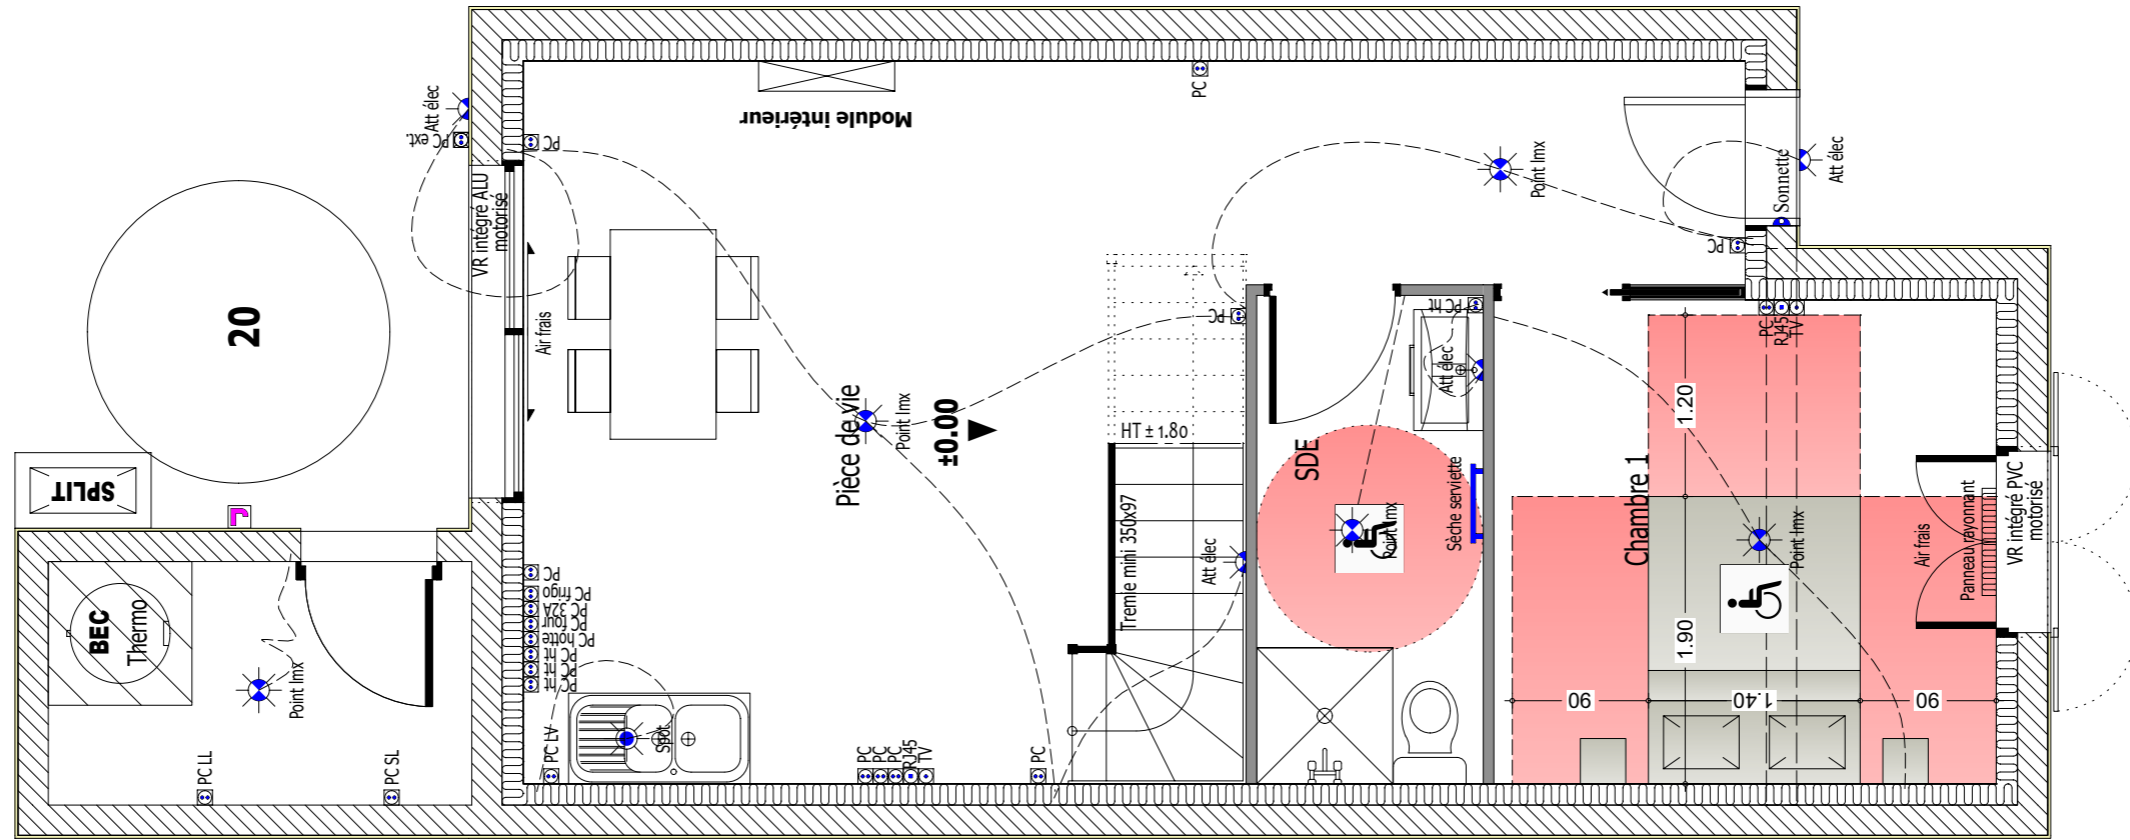 Att élec
PC ext.
VR intégré ALU
motorisé
Air frais
20
SPLIT
BEC
Thermo
Point lmx
PC LL
PC SL
PC
Module intérieur
PC
Pièce de vie
Point lmx
±0.00
PC
PC frigo
PC 32A
PC four
PC hotte
PC ht
PC ht
PC ht
PC LV
Spot
PC
PC
PC
RJ45
TV
PC
HT ± 1.80
Tremie mini 350x97
Att élec
PC
Point lmx
Sonnette
Att élec
PC
PC ht
Att élec
SDE
Point lmx
Sèche serviette
PC
RJ45
TV
1.20
Chambre 1
Point lmx
1.90
90
1.40
90
Air frais
Panneau rayonnant
VR intégré PVC
motorisé